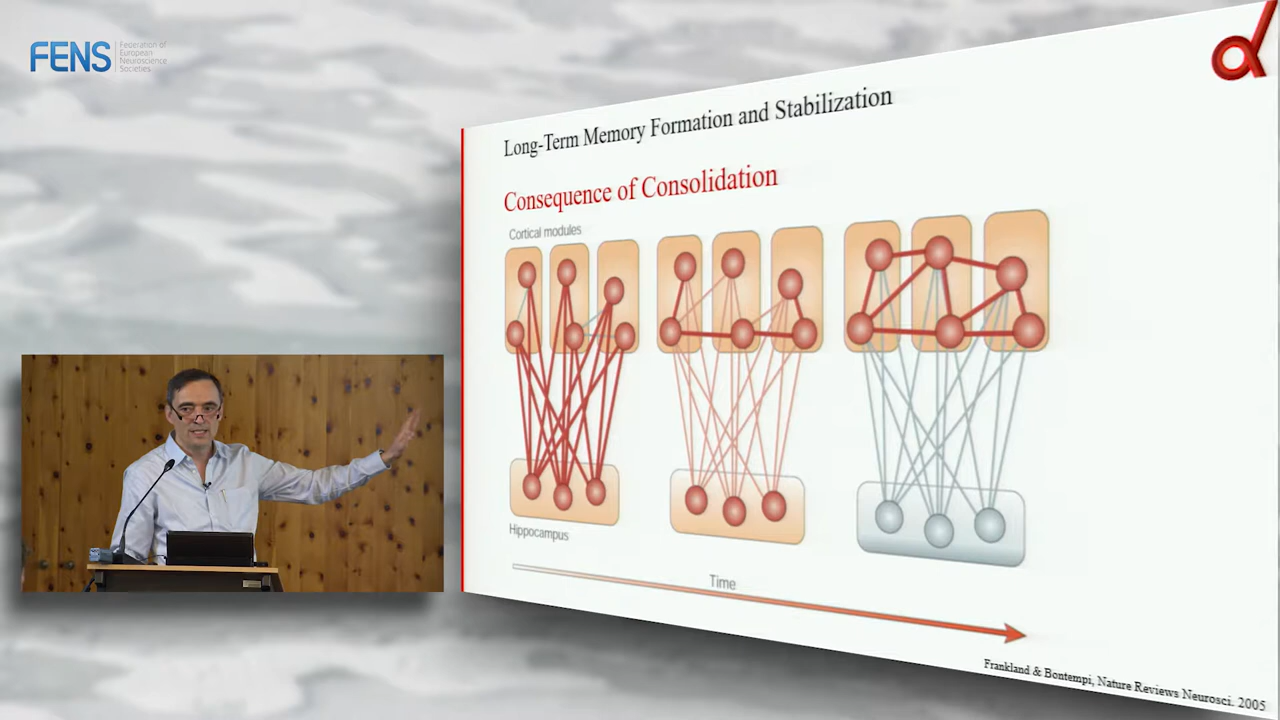 FENS
Federation of
European
Neuroscience
Societies
Long-Term Memory Formation and Stabilization
Consequence of Consolidation
Cortical modules
Hippocampus
Time
Frankland & Bontempi, Nature Reviews Neurosci. 2005